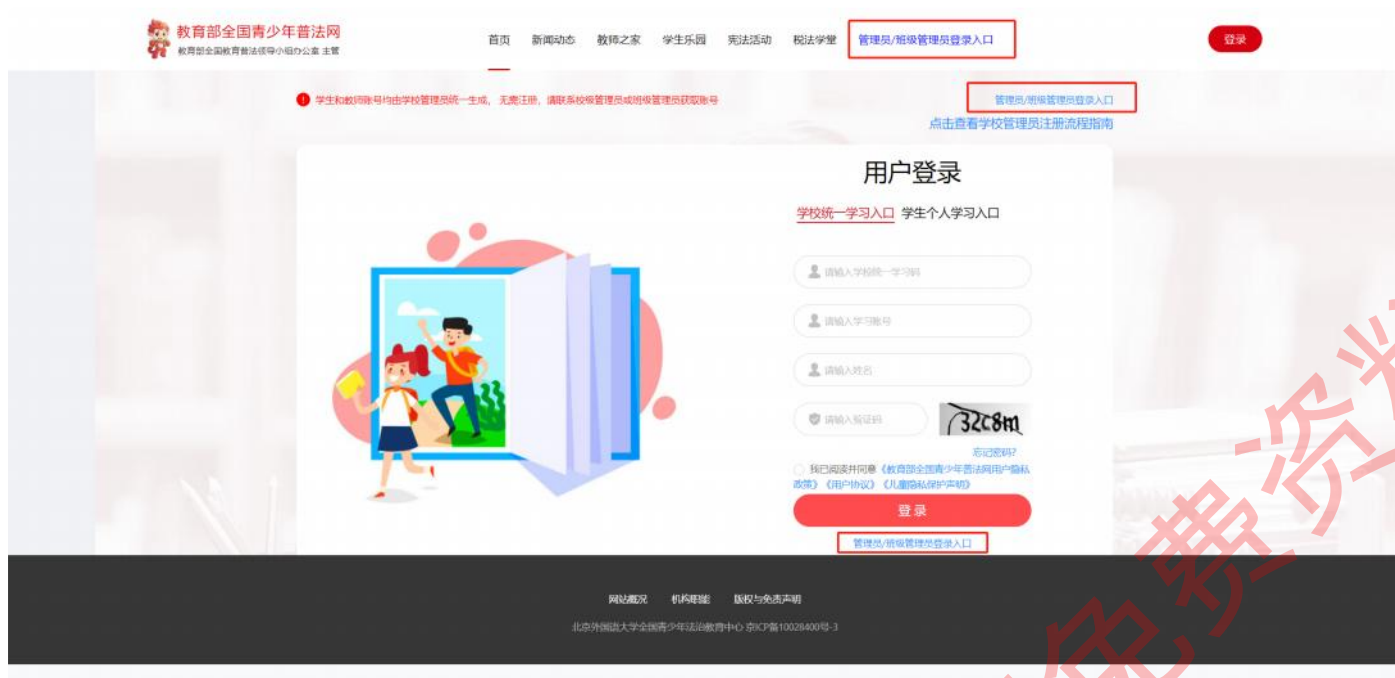 教育部全国青少年普法网
教育部全国教育普法领导小组办公室 主管
首页 新闻动态 教师之家 学生乐园 宪法活动 税法学堂 管理员/班级管理员登录入口 登录
学生和教师账号均由学校管理员统一生成，无需注册，请联系校级管理员或班级管理员获取账号
管理员/班级管理员登录入口
点击查看学校管理员注册流程指南
用户登录
学校统一学习入口 学生个人学习入口
请输入学校统一学习码
请输入学习账号
请输入姓名
请输入验证码 32c8m
忘记密码?
我已阅读并同意《教育部全国青少年普法网用户隐私
政策》《用户协议》《儿童隐私保护声明》
登录
管理员/班级管理员登录入口
网站概况 机构职能 版权与免责声明
北京外国语大学全国青少年法治教育中心 京ICP备10028400号-3
免费资料